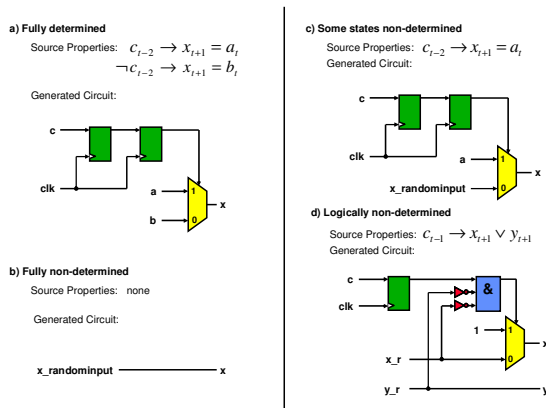 a) Fully determined
Source Properties: c_{t-2} → x_{t+1} = a_t
¬c_{t-2} → x_{t+1} = b_t
Generated Circuit:
c
clk
a
1
b
0
x
b) Fully non-determined
Source Properties: none
Generated Circuit:
x_randominput
x
c) Some states non-determined
Source Properties: c_{t-2} → x_{t+1} = a_t
Generated Circuit:
c
clk
a
1
x_randominput
0
x
d) Logically non-determined
Source Properties: c_{t-1} → x_{t+1} ∨ y_{t+1}
Generated Circuit:
c
&
clk
1
1
x_r
0
x
y_r
y